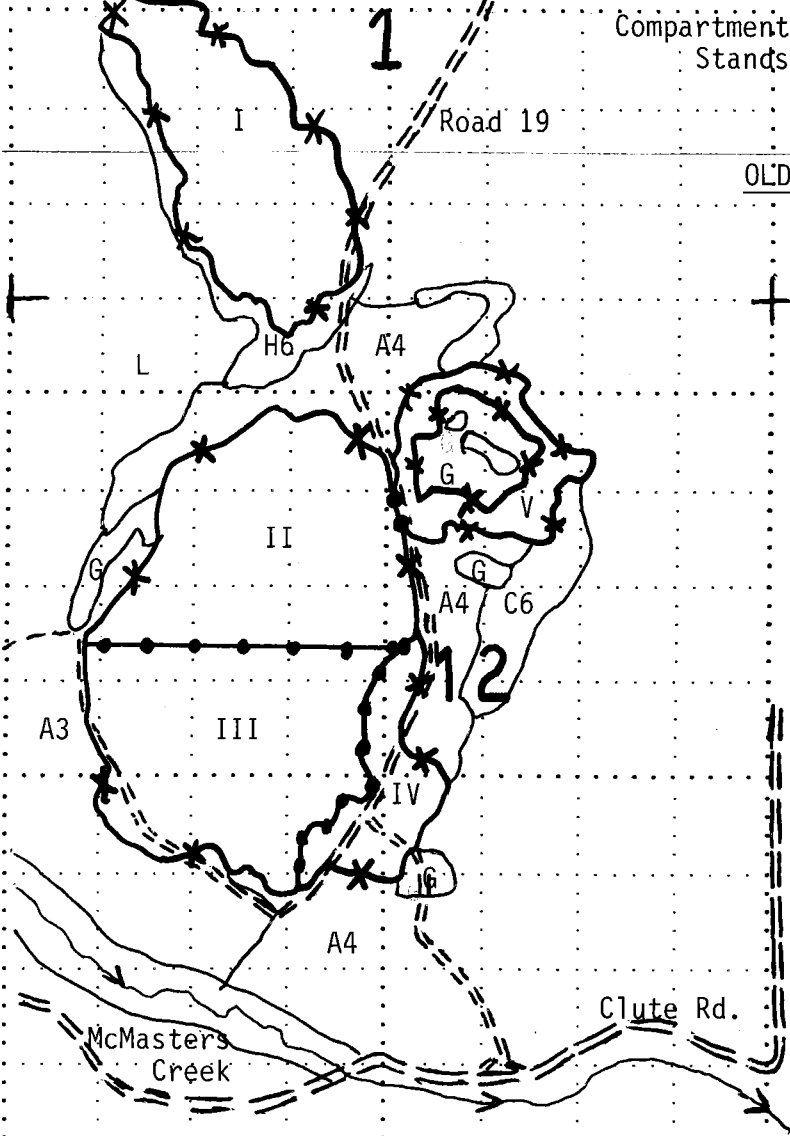 1
Compartment
Stands
I
Road 19
OLD
H6
A4
L
G
V
II
G
G
A4
C6
12
A3
III
IV
G
A4
Clute Rd.
McMasters
Creek